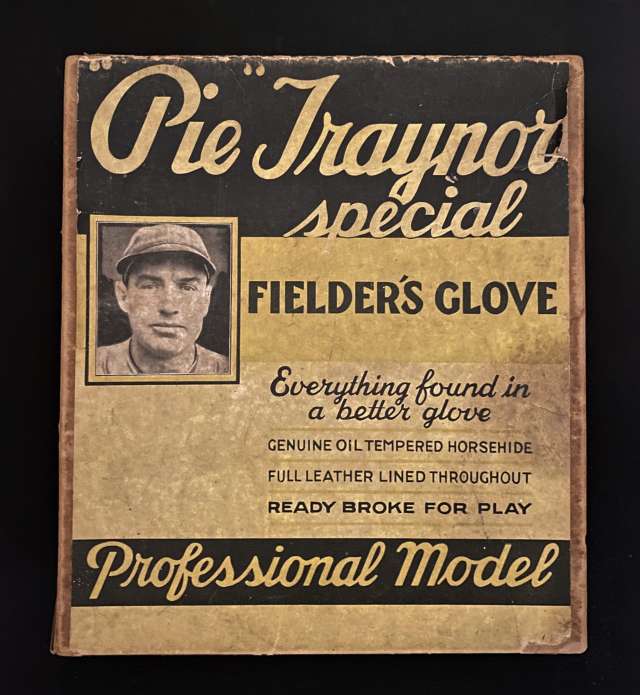 "Pie" Traynor
special
FIELDER'S GLOVE
Everything found in
a better glove
GENUINE OIL TEMPERED HORSEHIDE
FULL LEATHER LINED THROUGHOUT
READY BROKE FOR PLAY
Professional Model